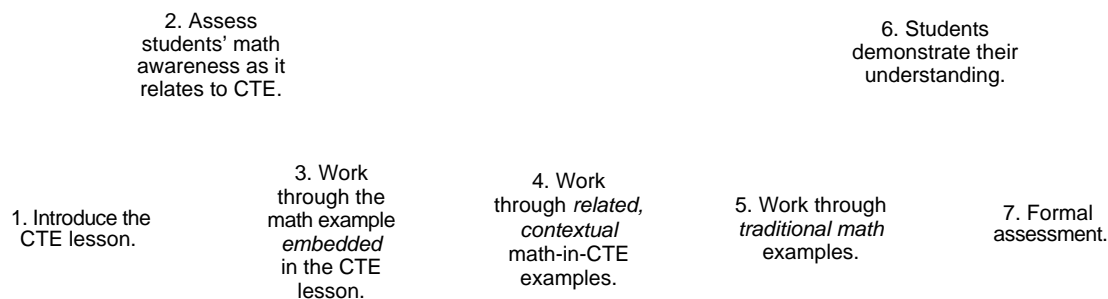 2. Assess
students’ math
awareness as it
relates to CTE.
6. Students
demonstrate their
understanding.
1. Introduce the
CTE lesson.
3. Work
through the
math example
embedded
in the CTE
lesson.
4. Work
through related,
contextual
math-in-CTE
examples.
5. Work through
traditional math
examples.
7. Formal
assessment.